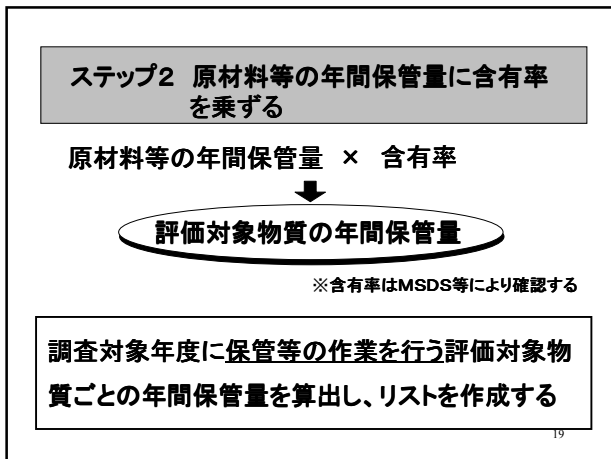 ステップ2 原材料等の年間保管量に含有率
を乗ずる
原材料等の年間保管量 × 含有率
評価対象物質の年間保管量
※含有率はMSDS等により確認する
調査対象年度に保管等の作業を行う評価対象物
質ごとの年間保管量を算出し、リストを作成する
19